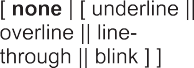 [ none | [ underline ||
overline || line-
through || blink ] ]